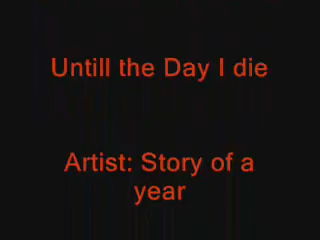 Untill the Day I die
Artist: Story of a
year